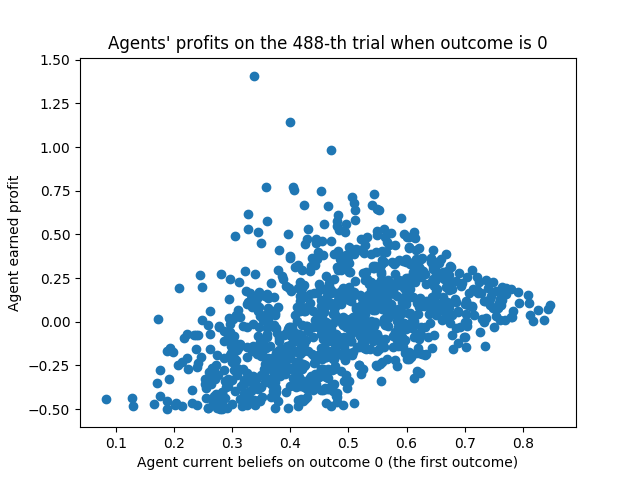 Agents' profits on the 488-th trial when outcome is 0
1.50
1.25
1.00
0.75
0.50
0.25
0.00
−0.25
−0.50
Agent earned profit
0.1 0.2 0.3 0.4 0.5 0.6 0.7 0.8
Agent current beliefs on outcome 0 (the first outcome)